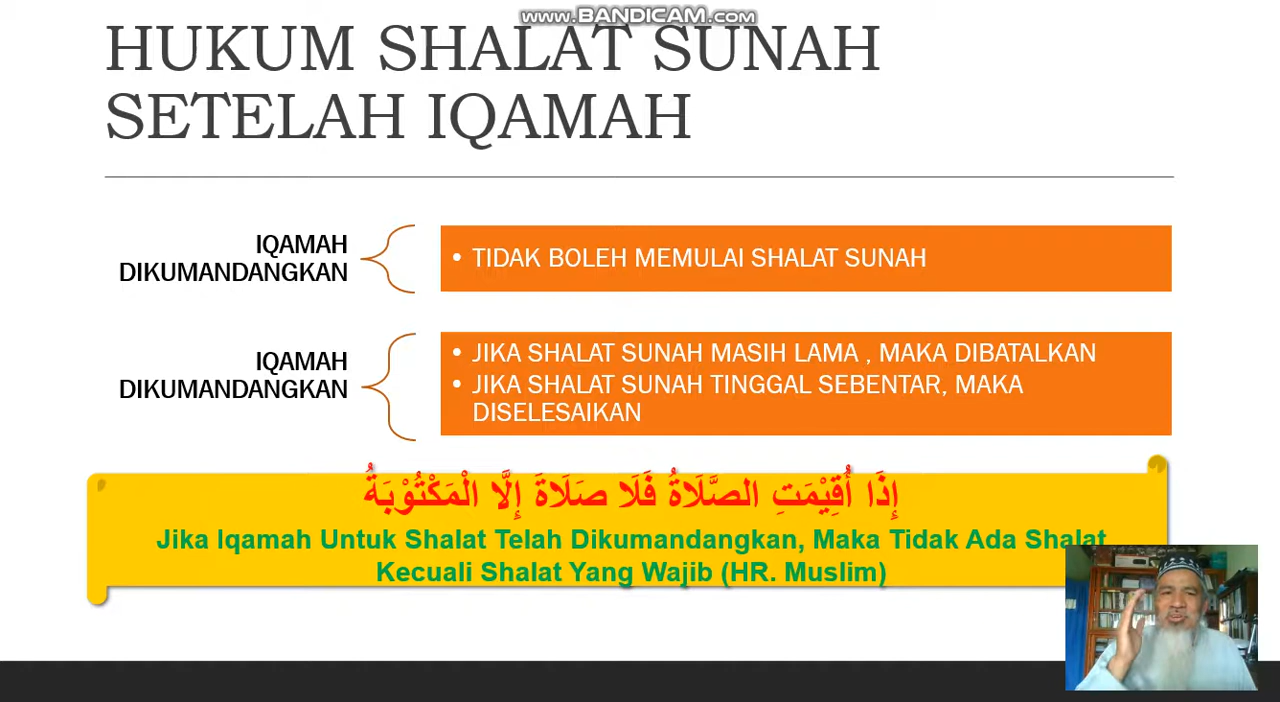 www.BANDICAM.com
HUKUM SHALAT SUNAH
SETELAH IQAMAH
IQAMAH
DIKUMANDANGKAN
• TIDAK BOLEH MEMULAI SHALAT SUNAH
IQAMAH
DIKUMANDANGKAN
• JIKA SHALAT SUNAH MASIH LAMA , MAKA DIBATALKAN
• JIKA SHALAT SUNAH TINGGAL SEBENTAR, MAKA
DISELESAIKAN
إِذَا أُقِيْمَتِ الصَّلَاةُ فَلَا صَلَاةَ إِلَّا الْمَكْتُوْبَةُ
Jika Iqamah Untuk Shalat Telah Dikumandangkan, Maka Tidak Ada Shalat
Kecuali Shalat Yang Wajib (HR. Muslim)